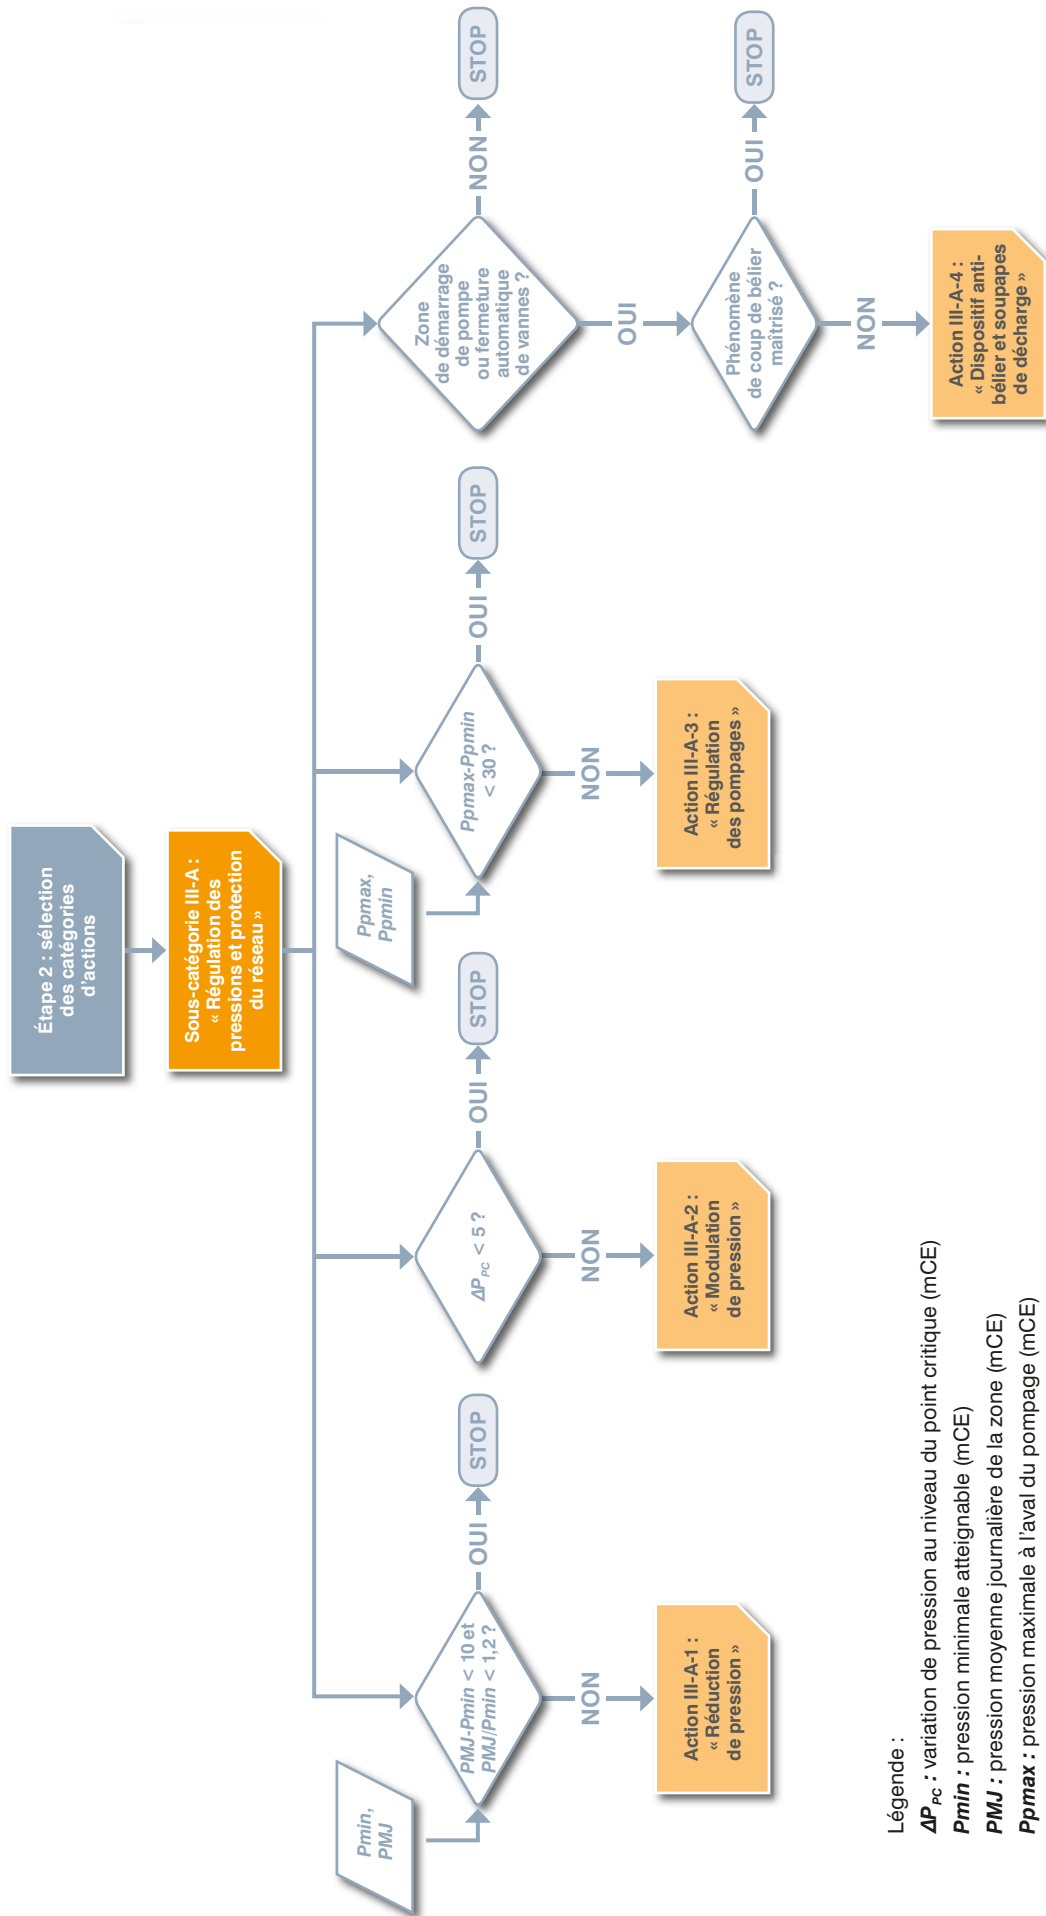 Étape 2 : sélection
des catégories
d'actions
Sous-catégorie III-A :
« Régulation des
pressions et protection
du réseau »
Pmin,
PMJ
PMJ-Pmin < 10 et
PMJ/Pmin < 1,2 ?
OUI
STOP
NON
Action III-A-1 :
« Réduction
de pression »
ΔP PC < 5 ?
OUI
STOP
NON
Action III-A-2 :
« Modulation
de pression »
Ppmax,
Ppmin
Ppmax-Ppmin
< 30 ?
OUI
STOP
NON
Action III-A-3 :
« Régulation
des pompages »
Zone
de démarrage
de pompe
ou fermeture
automatique
de vannes ?
NON
STOP
OUI
Phénomène
de coup de bélier
maîtrisé ?
OUI
STOP
NON
Action III-A-4 :
« Dispositif anti-
bélier et soupapes
de décharge »
Légende :
ΔP PC : variation de pression au niveau du point critique (mCE)
Pmin : pression minimale atteignable (mCE)
PMJ : pression moyenne journalière de la zone (mCE)
Ppmax : pression maximale à l'aval du pompage (mCE)